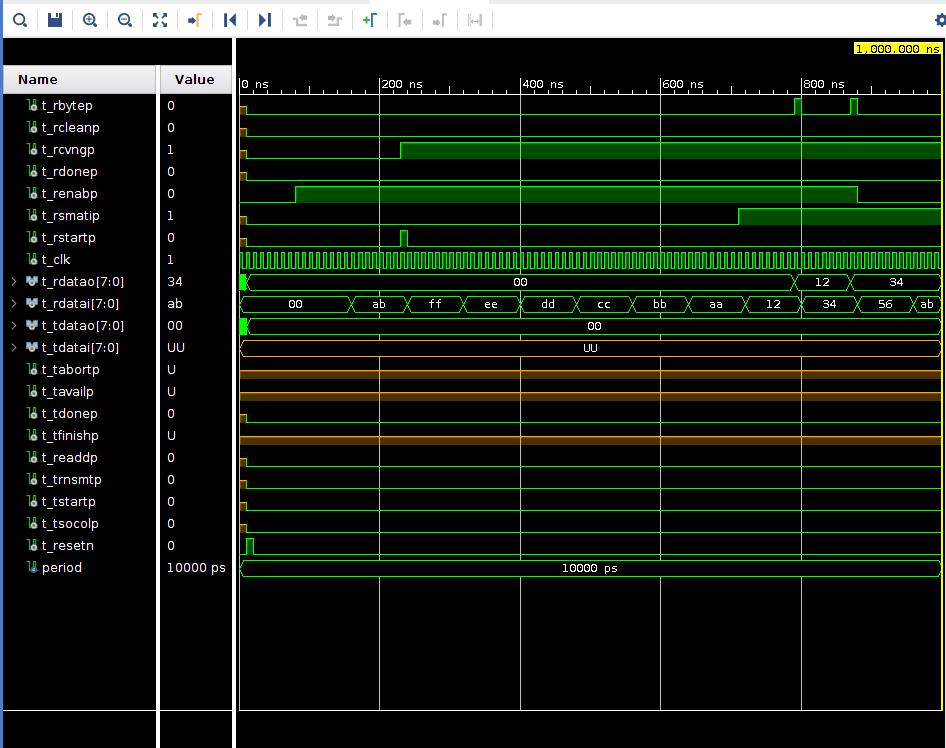 1,000.000 ns
Name Value 0 ns 200 ns 400 ns 600 ns 800 ns
t_rbytep 0
t_rcleanp 0
t_rcvngp 1
t_rdonep 0
t_renabp 0
t_rsmatip 1
t_rstartp 0
t_clk 1
t_rdatao[7:0] 34 00 12 34
t_rdatai[7:0] ab 00 ab ff ee dd cc bb aa 12 34 56 ab
t_tdatao[7:0] 00 00
t_tdatai[7:0] UU UU
t_tabortp U
t_tavailp U
t_tdonep 0
t_tfinishp U
t_readdp 0
t_trnsmtp 0
t_tstartp 0
t_tsocolp 0
t_resetn 0
period 10000 ps 10000 ps